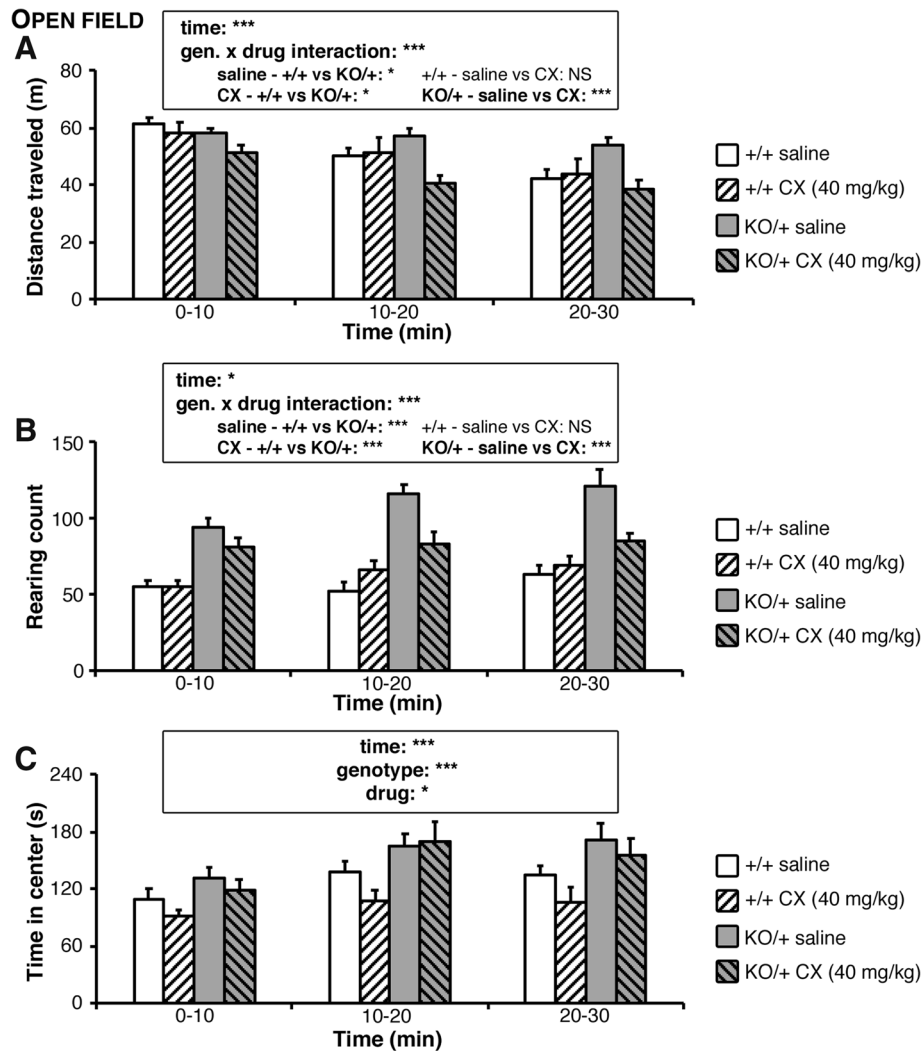 OPEN FIELD
A
time: ***
gen. x drug interaction: ***
saline - +/+ vs KO/+: * +/+ - saline vs CX: NS
CX - +/+ vs KO/+: * KO/+ - saline vs CX: ***
Distance traveled (m)
80
60
40
20
0
0-10 10-20 20-30
Time (min)
+/+ saline
+/+ CX (40 mg/kg)
KO/+ saline
KO/+ CX (40 mg/kg)
B
time: *
gen. x drug interaction: ***
saline - +/+ vs KO/+: *** +/+ - saline vs CX: NS
CX - +/+ vs KO/+: *** KO/+ - saline vs CX: ***
Rearing count
150
100
50
0
0-10 10-20 20-30
Time (min)
+/+ saline
+/+ CX (40 mg/kg)
KO/+ saline
KO/+ CX (40 mg/kg)
C
time: ***
genotype: ***
drug: *
Time in center (s)
240
180
120
60
0
0-10 10-20 20-30
Time (min)
+/+ saline
+/+ CX (40 mg/kg)
KO/+ saline
KO/+ CX (40 mg/kg)